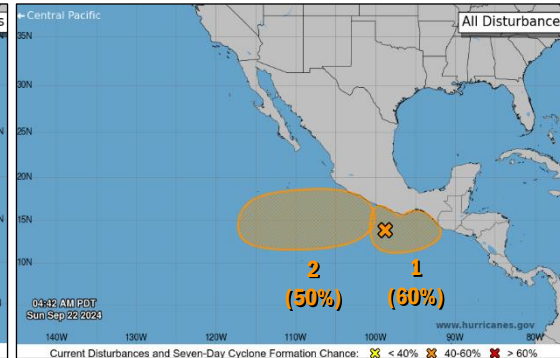 s
← Central Pacific
All Disturbance
35N
30N
25N
20N
15N
10N
2
(50%)
1
(60%)
04:42 AM PDT
Sun Sep 22 2024
www.hurricanes.gov
140W 130W 120W 110W 100W 90W 80W
Current Disturbances and Seven-Day Cyclone Formation Chance: < 40% 40-60% > 60%